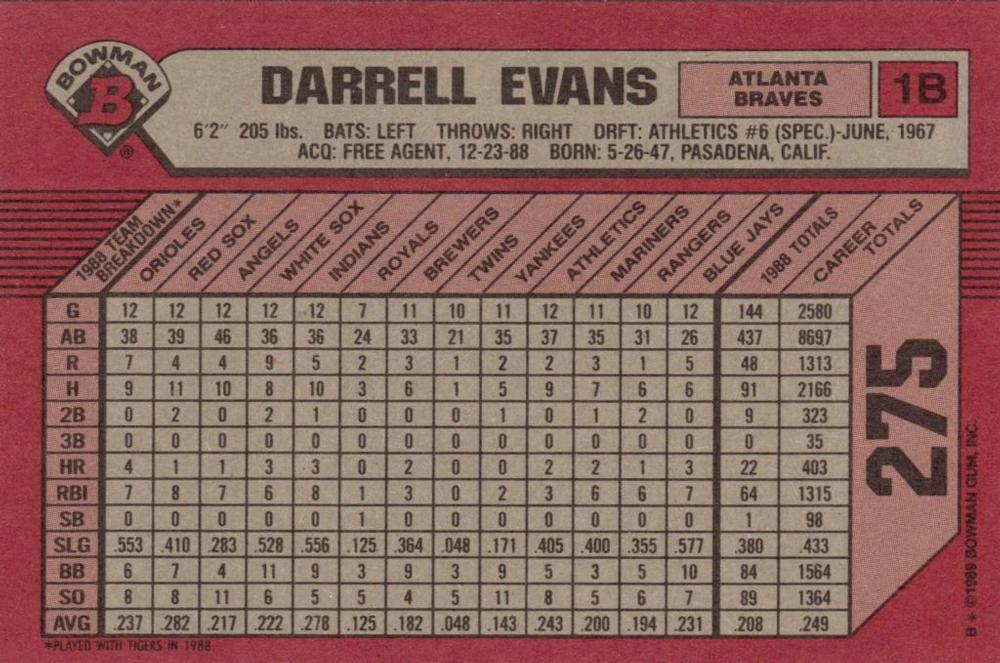 BOWMAN
B
®
DARRELL EVANS
ATLANTA
BRAVES
1B
6'2" 205 lbs. BATS: LEFT THROWS: RIGHT DRFT: ATHLETICS #6 (SPEC.)-JUNE, 1967
ACQ: FREE AGENT, 12-23-88 BORN: 5-26-47, PASADENA, CALIF.
1988 TEAM BREAKDOWN* ORIOLES RED SOX ANGELS WHITE SOX INDIANS ROYALS BREWERS TWINS YANKEES ATHLETICS MARINERS RANGERS BLUE JAYS 1988 TOTALS CAREER TOTALS
G 12 12 12 12 12 7 11 10 11 12 11 10 12 144 2580
AB 38 39 46 36 36 24 33 21 35 37 35 31 26 437 8697
R 7 4 4 9 5 2 3 1 2 2 3 1 5 48 1313
H 9 11 10 8 10 3 6 1 5 9 7 6 6 91 2166
2B 0 2 0 2 1 0 0 0 1 0 1 2 0 9 323
3B 0 0 0 0 0 0 0 0 0 0 0 0 0 0 35
HR 4 1 1 3 3 0 2 0 0 2 2 1 3 22 403
RBI 7 8 7 6 8 1 3 0 2 3 6 6 7 64 1315
SB 0 0 0 0 0 1 0 0 0 0 0 0 0 1 98
SLG .553 .410 .283 .528 .556 .125 .364 .048 .171 .405 .400 .355 .577 .380 .433
BB 6 7 4 11 9 3 9 3 9 5 3 5 10 84 1564
SO 8 8 11 6 5 5 4 5 11 8 5 6 7 89 1364
AVG .237 .282 .217 .222 .278 .125 .182 .048 .143 .243 .200 .194 .231 .208 .249
*PLAYED WITH TIGERS IN 1988
275
B * ©1989 BOWMAN GUM, INC.